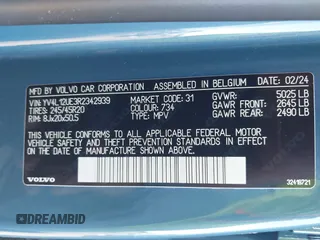 BY VOLVO CAR CORPORATION ASSEMBLED IN BELGIUM 02/24
VIN: YV4L12UE3R2342939 MARKET CODE: 31 GVWR: 5025 LB
TIRES: 245/45R20 COLOUR: 734 GAWR FRONT: 2645 LB
RIM: 8Jx20x50.5 TYPE: MPV GAWR REAR: 2490 LB
THIS VEHICLE CONFORMS TO ALL APPLICABLE FEDERAL MOTOR
VEHICLE SAFETY AND THEFT PREVENTION STANDARDS IN EFFECT
ON THE DATE OF MANUFACTURE SHOWN ABOVE.
VOLVO
32419721
DREAMBID